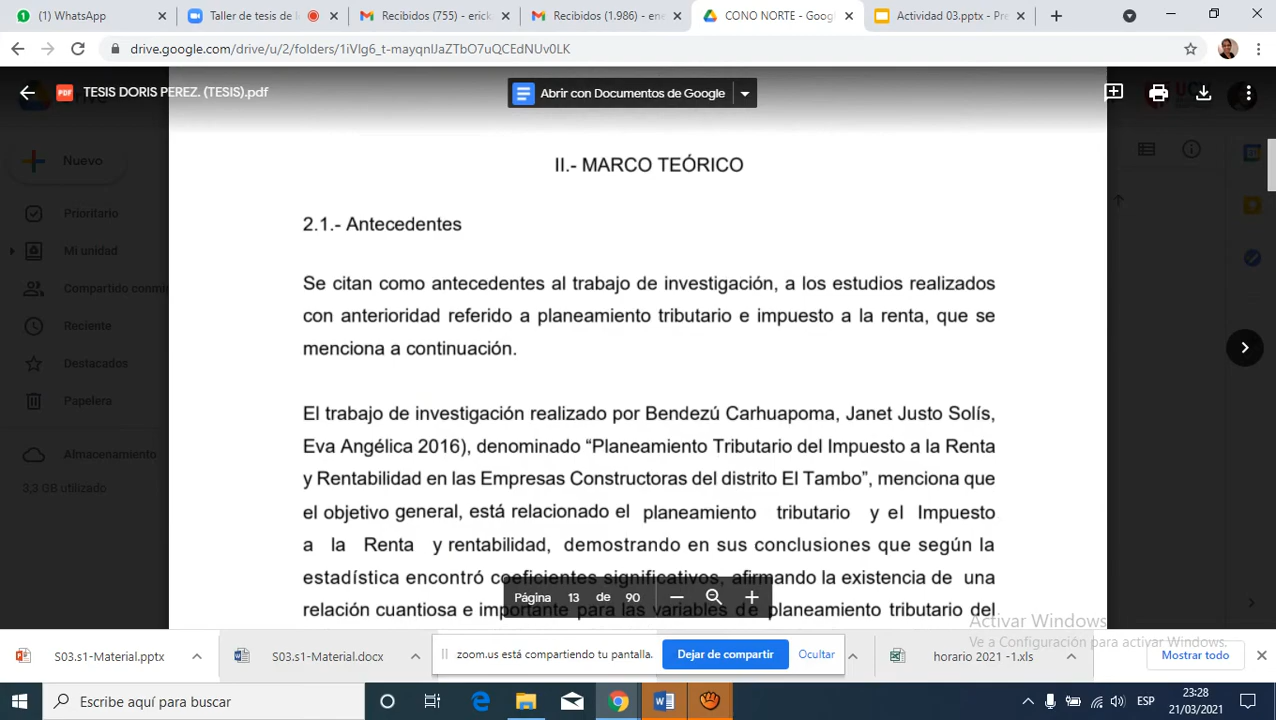 (1) WhatsApp
Taller de tesis de
Recibidos (755) - erick
Recibidos (1.986) - en
CONO NORTE - Goog
Actividad 03.pptx - Pre
drive.google.com/drive/u/2/folders/1iVIg6_t-mayqnIJaZTbO7uQCEdNUv0LK
TESIS DORIS PEREZ. (TESIS).pdf
Abrir con Documentos de Google
Nuevo
Prioritario
Mi unidad
Compartido conmi
Reciente
Destacados
Papelera
Almacenamiento
3,3 GB utilizado
II.- MARCO TEÓRICO
2.1.- Antecedentes
Se citan como antecedentes al trabajo de investigación, a los estudios realizados
con anterioridad referido a planeamiento tributario e impuesto a la renta, que se
menciona a continuación.
El trabajo de investigación realizado por Bendezú Carhuapoma, Janet Justo Solís,
Eva Angélica 2016), denominado “Planeamiento Tributario del Impuesto a la Renta
y Rentabilidad en las Empresas Constructoras del distrito El Tambo”, menciona que
el objetivo general, está relacionado el planeamiento tributario y el Impuesto
a la Renta y rentabilidad, demostrando en sus conclusiones que según la
estadística encontró coeficientes significativos, afirmando la existencia de una
relación cuantiosa e importante para las variables de planeamiento tributario del
Página 13 de 90
Activar Windows
Ve a Configuración para activar Windows.
S03.s1-Material.pptx
S03.s1-Material.docx
zoom.us está compartiendo tu pantalla.
Dejar de compartir
Ocultar
horario 2021 -1.xls
Mostrar todo
Escribe aquí para buscar
ESP
23:28
21/03/2021